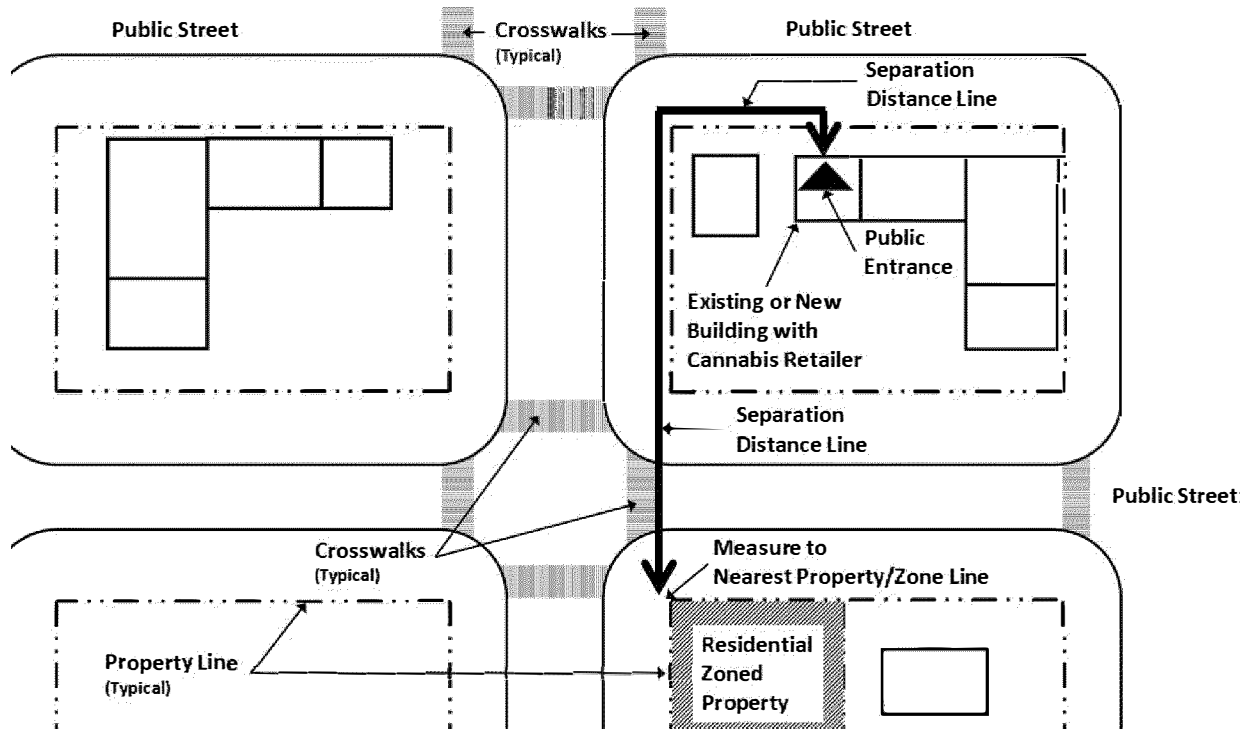 Public Street
Crosswalks
(Typical)
Public Street
Separation
Distance Line
Public
Entrance
Existing or New
Building with
Cannabis Retailer
Separation
Distance Line
Public Street
Crosswalks
(Typical)
Measure to
Nearest Property/Zone Line
Property Line
(Typical)
Residential
Zoned
Property